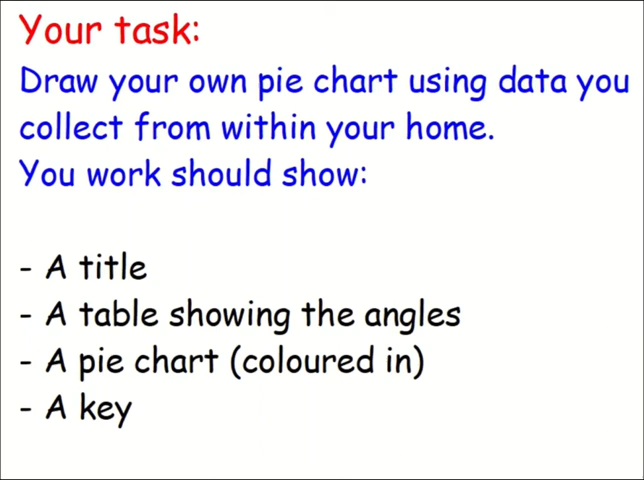 Your task:
Draw your own pie chart using data you
collect from within your home.
You work should show:
- A title
- A table showing the angles
- A pie chart (coloured in)
- A key